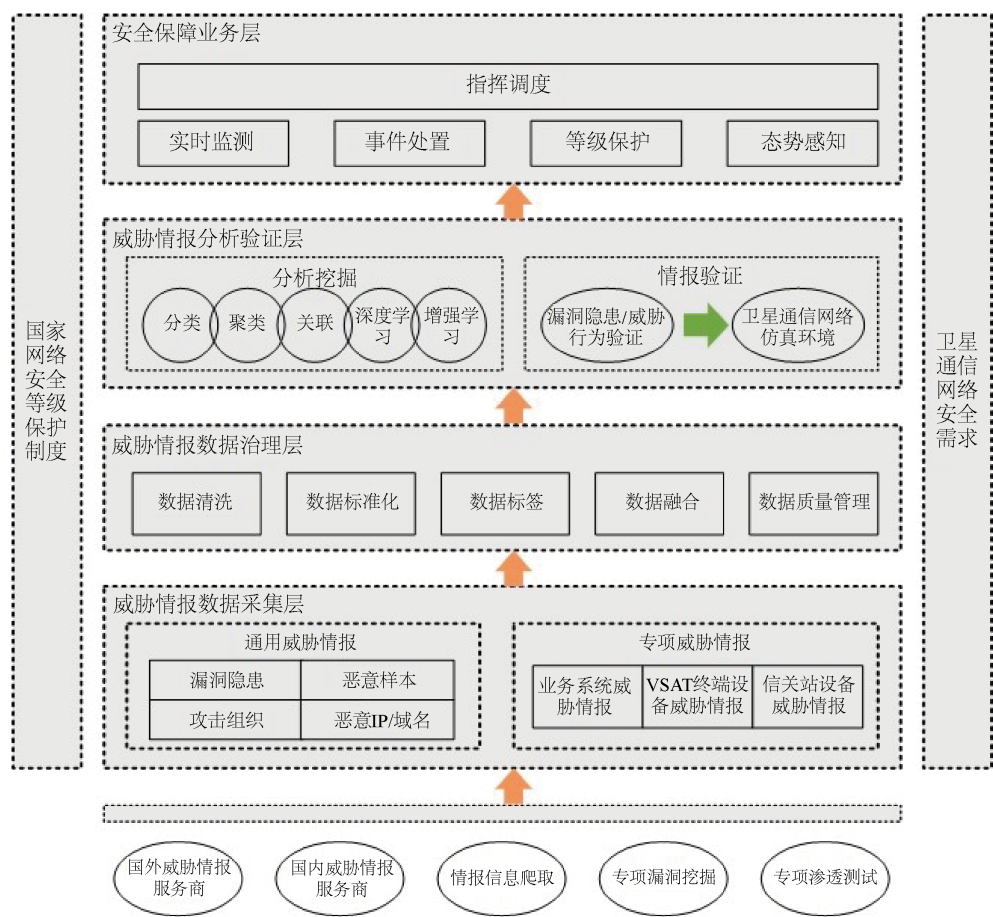 安全保障业务层
指挥调度
实时监测
事件处置
等级保护
态势感知
威胁情报分析验证层
分析挖掘
分类
聚类
关联
深度学
习
增强学
习
情报验证
漏洞隐患/威胁
行为验证
卫星通信网络
仿真环境
国家
网络
安全
等级
保护
制度
卫星
通信
网络
安全
需求
威胁情报数据治理层
数据清洗
数据标准化
数据标签
数据融合
数据质量管理
威胁情报数据采集层
通用威胁情报
漏洞隐患
恶意样本
攻击组织
恶意IP/域名
专项威胁情报
业务系统威
胁情报
VSAT终端设
备威胁情报
信关站设备
威胁情报
国外威胁情报
服务商
国内威胁情报
服务商
情报信息爬取
专项漏洞挖掘
专项渗透测试